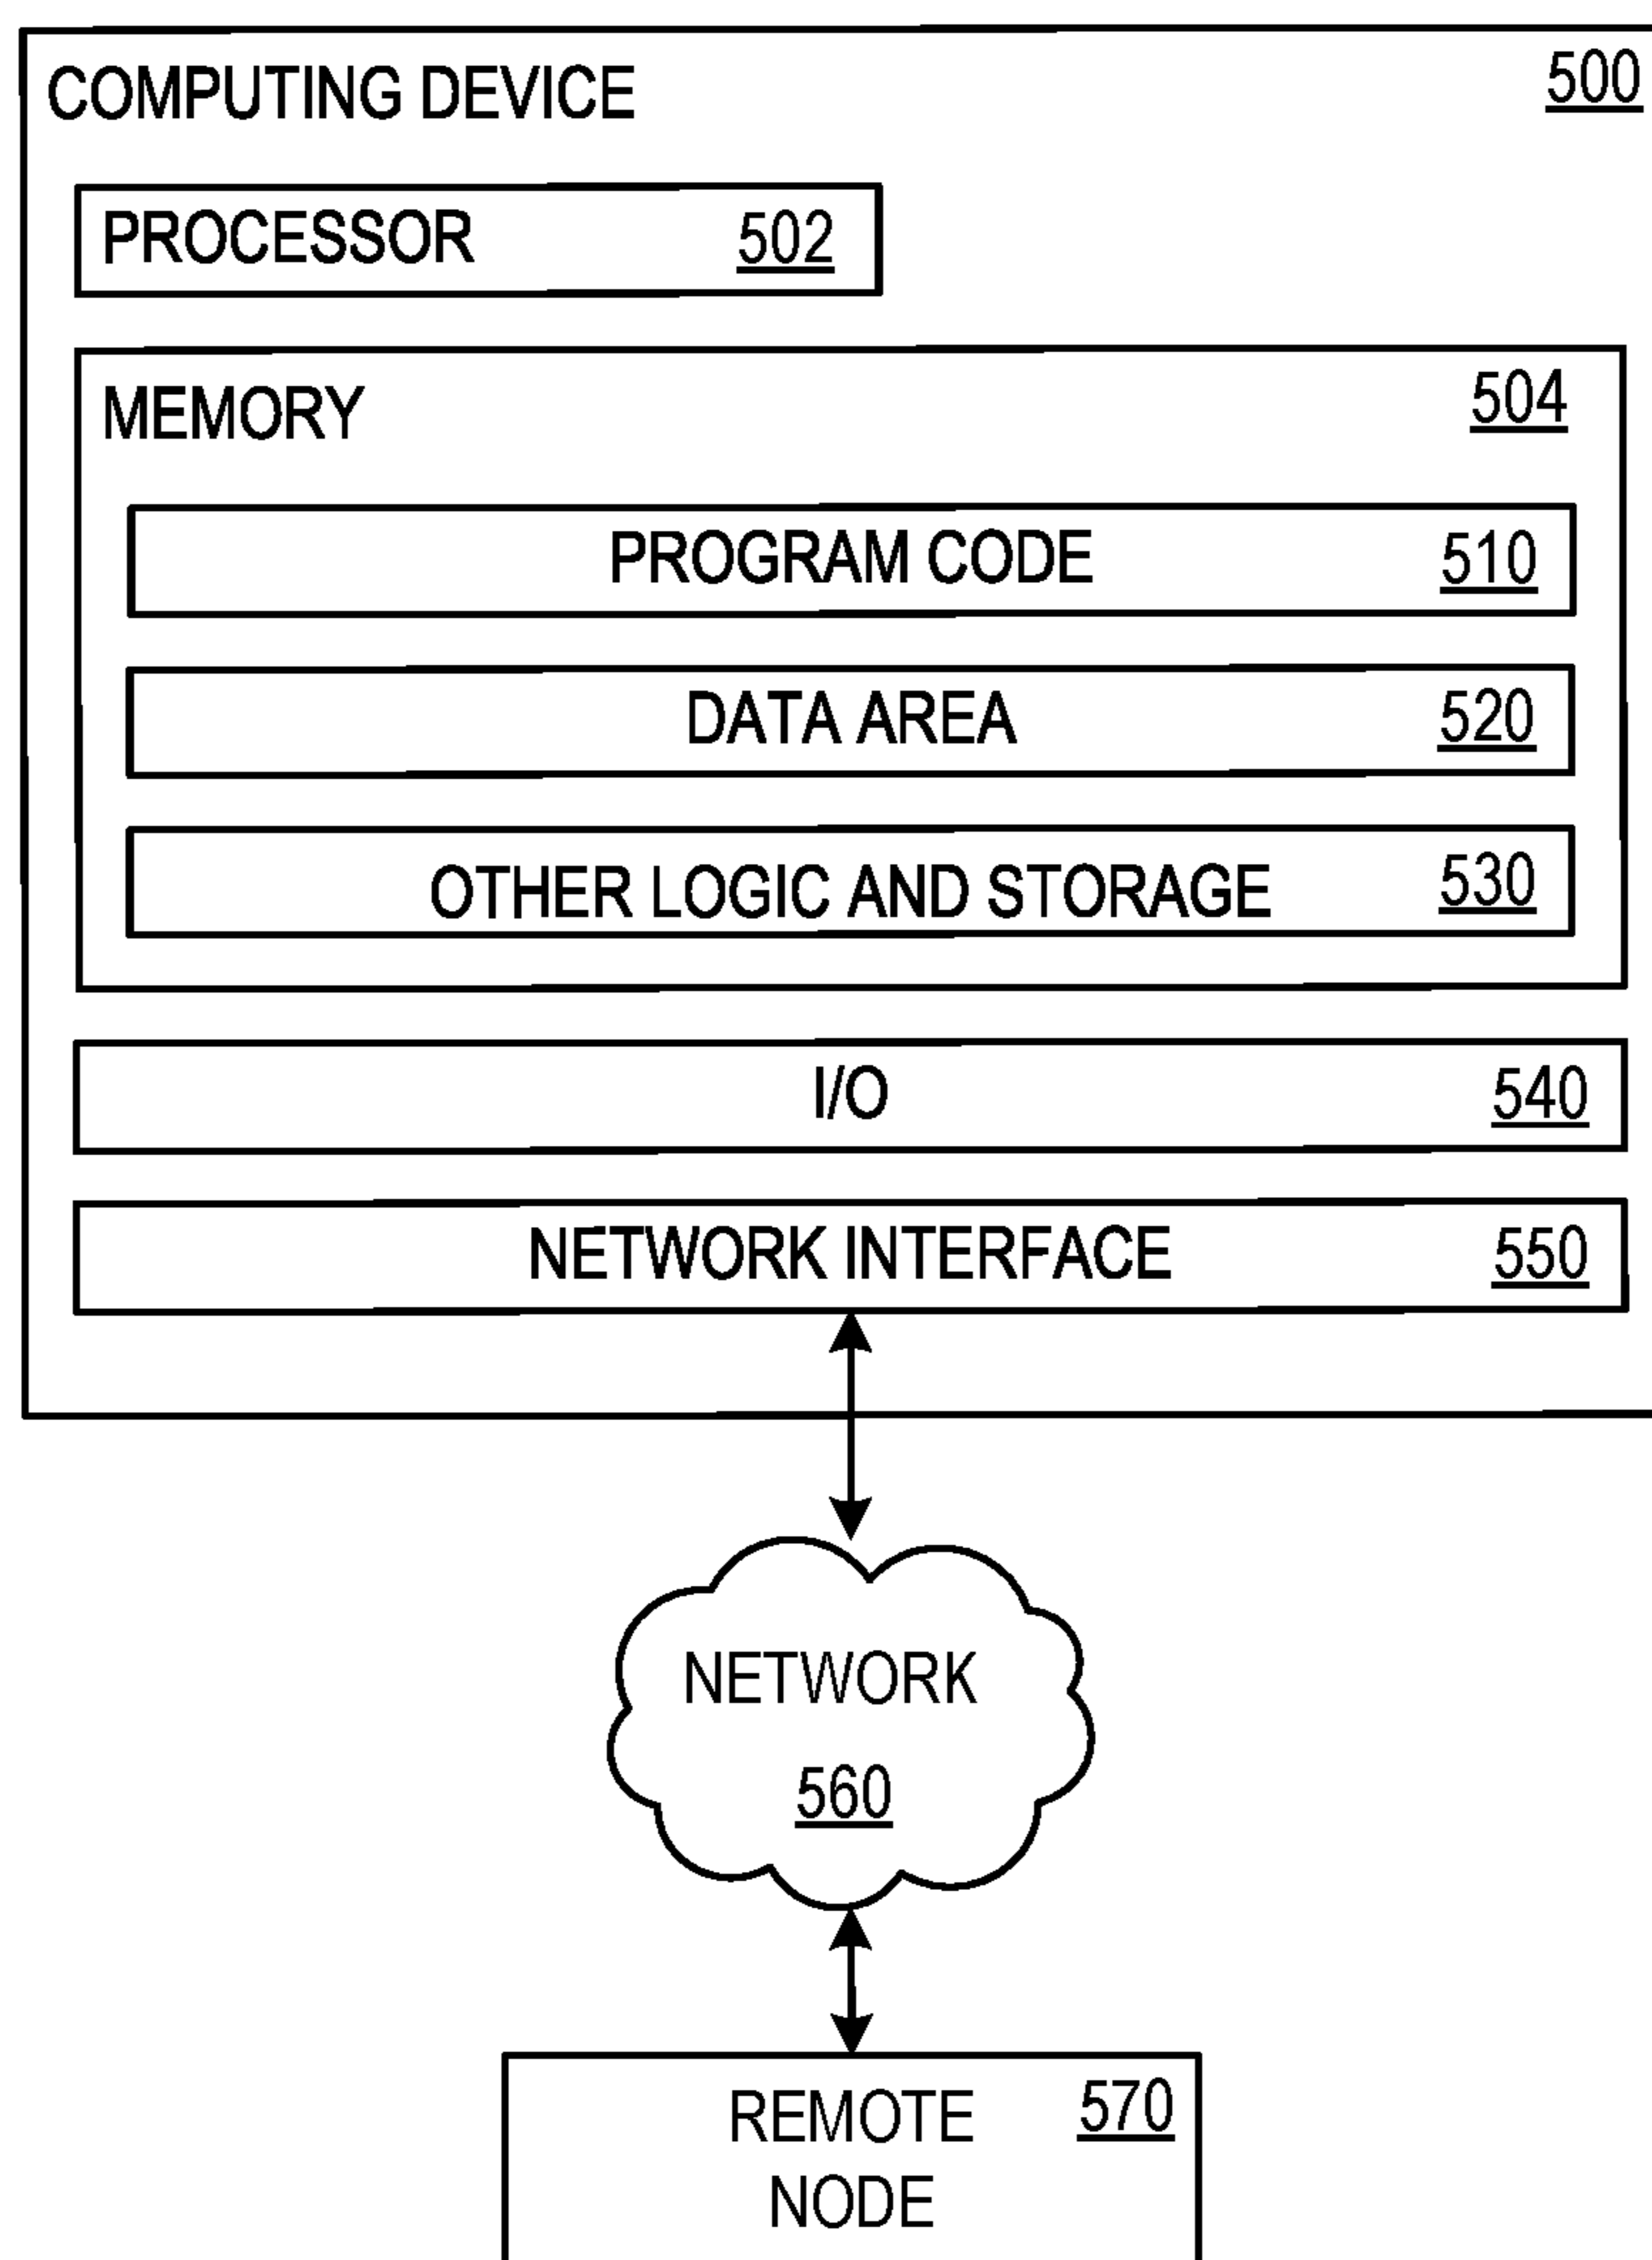 COMPUTING DEVICE 500
PROCESSOR 502
MEMORY 504
PROGRAM CODE 510
DATA AREA 520
OTHER LOGIC AND STORAGE 530
I/O 540
NETWORK INTERFACE 550
NETWORK
560
REMOTE 570
NODE